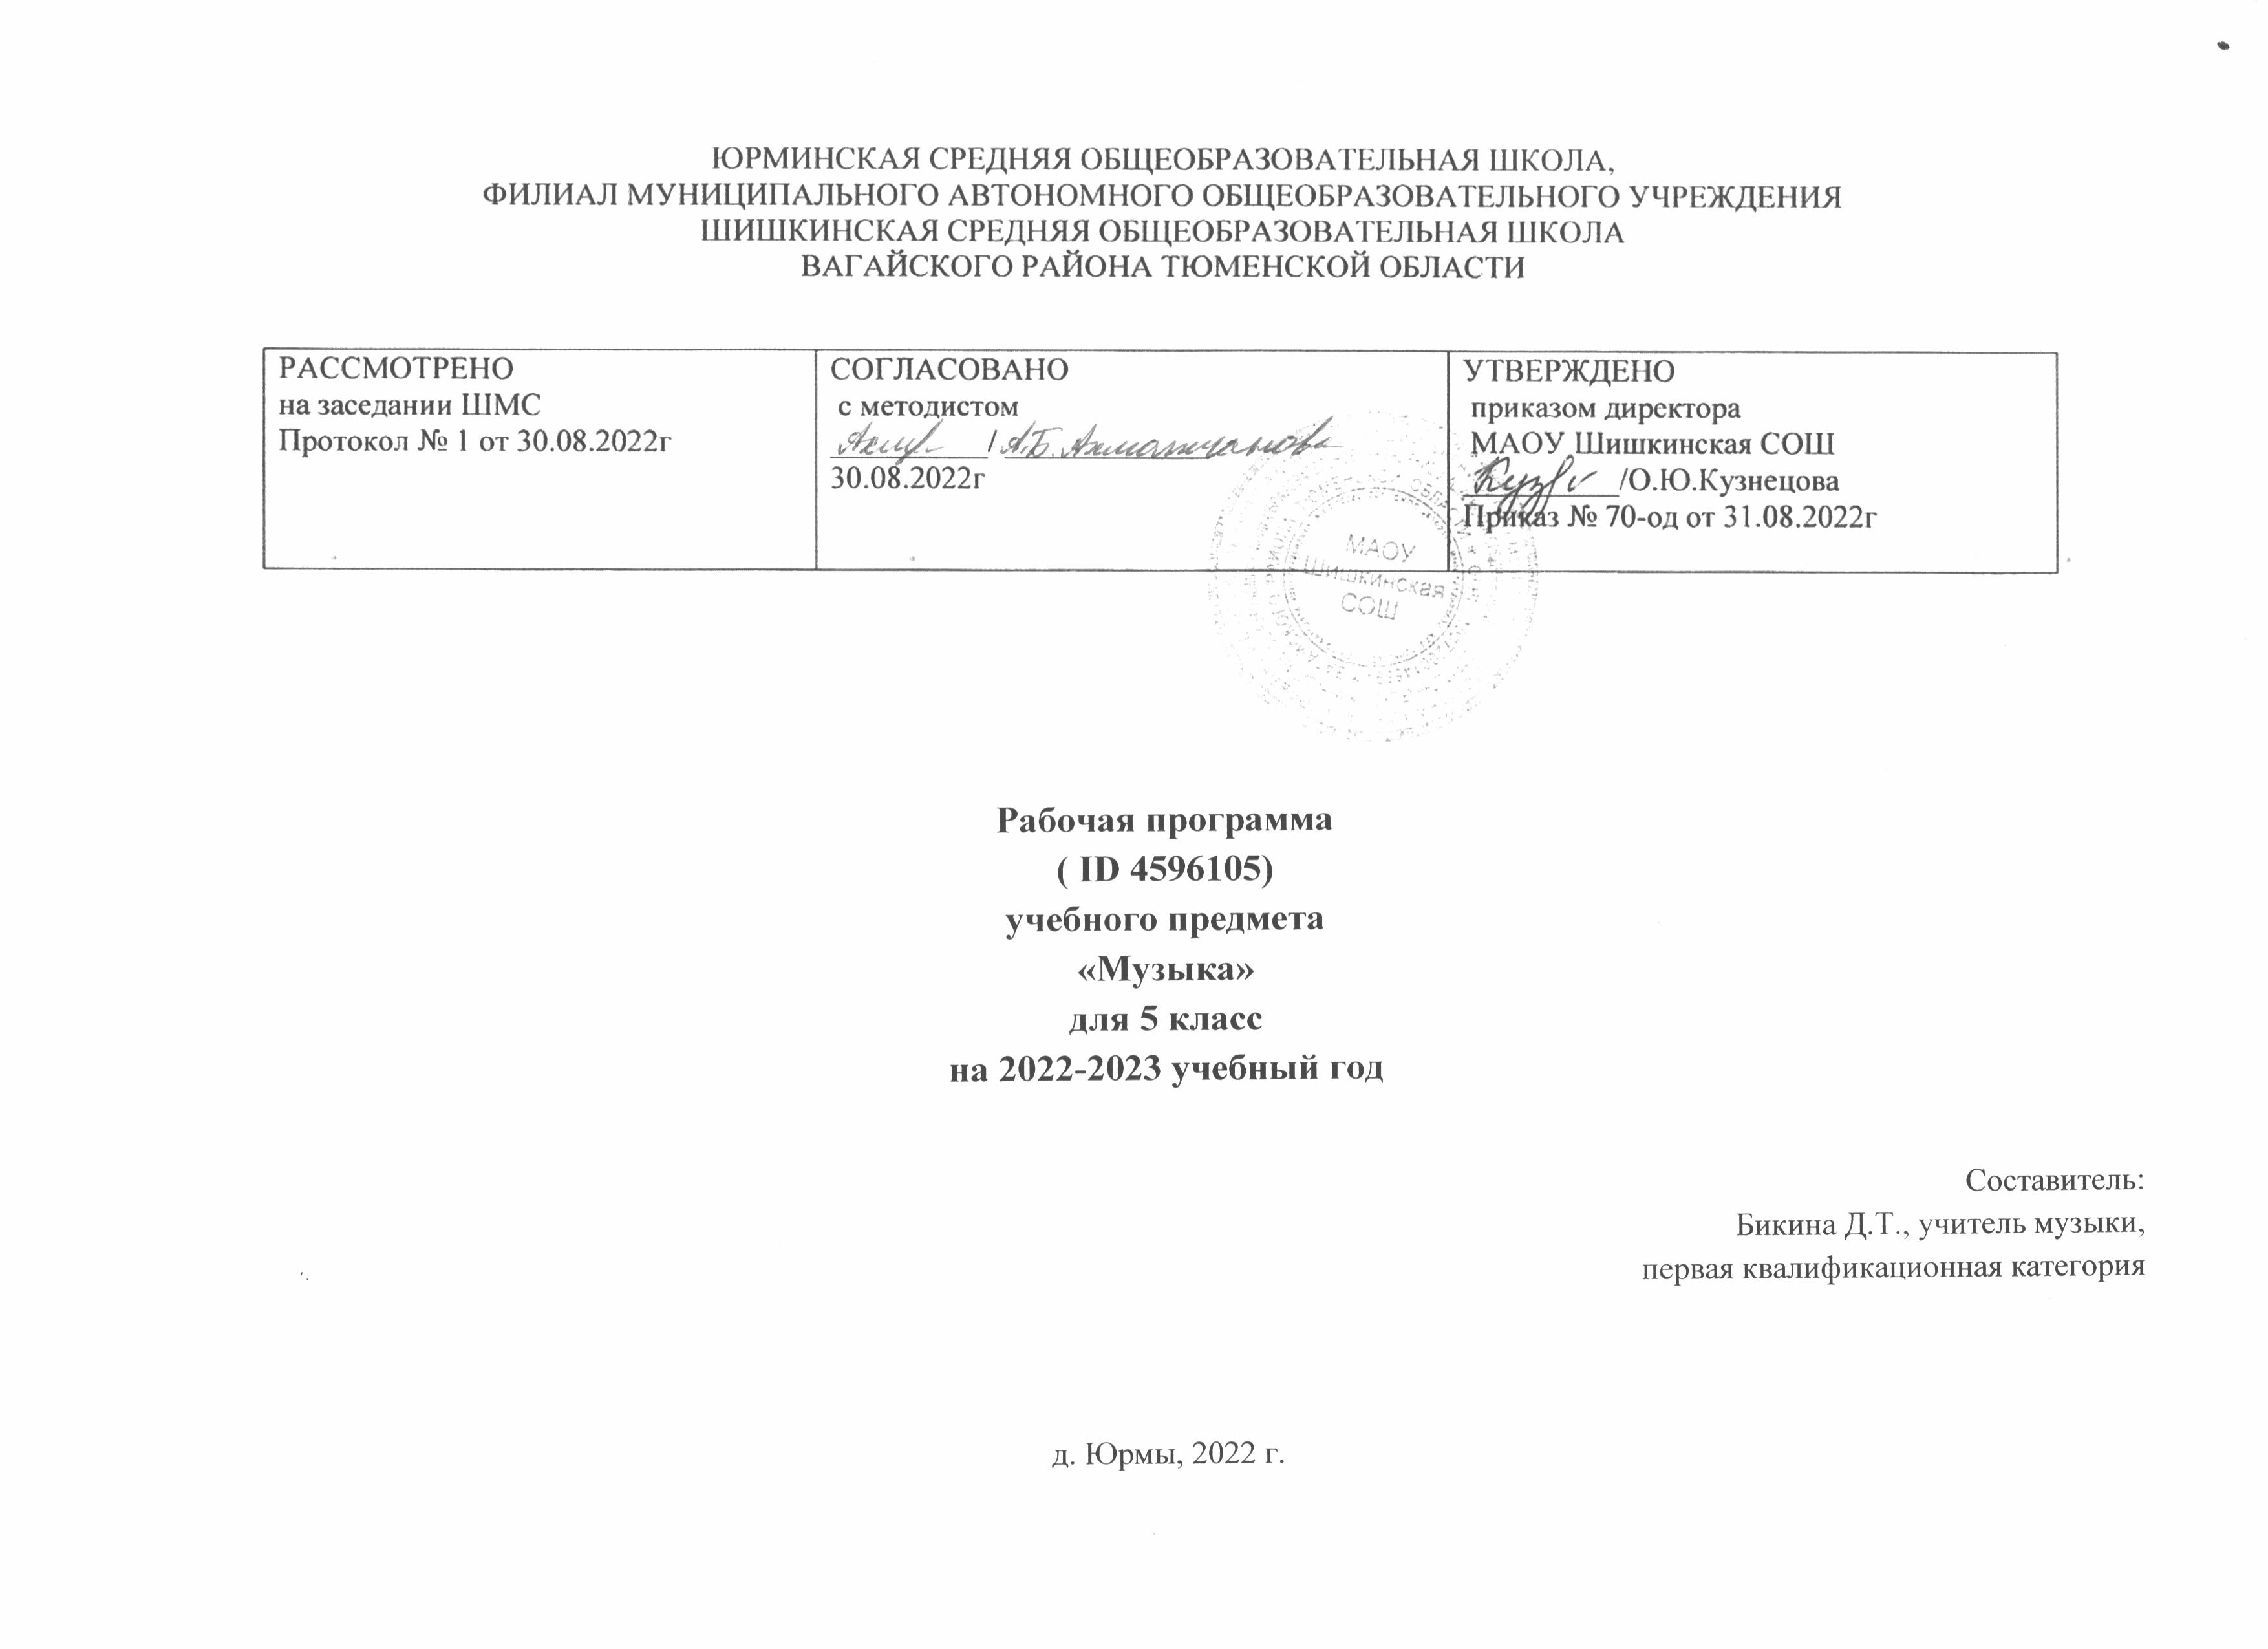 ЮРМИНСКАЯ СРЕДНЯЯ ОБЩЕОБРАЗОВАТЕЛЬНАЯ ШКОЛА,
ФИЛИАЛ МУНИЦИПАЛЬНОГО АВТОНОМНОГО ОБЩЕОБРАЗОВАТЕЛЬНОГО УЧРЕЖДЕНИЯ
ШИШКИНСКАЯ СРЕДНЯЯ ОБЩЕОБРАЗОВАТЕЛЬНАЯ ШКОЛА
ВАГАЙСКОГО РАЙОНА ТЮМЕНСКОЙ ОБЛАСТИ
РАССМОТРЕНО
на заседании ШМС
Протокол № 1 от 30.08.2022г
СОГЛАСОВАНО
с методистом
/ А.Б.
30.08.2022г
УТВЕРЖДЕНО
приказом директора
МАОУ Шишкинская СОШ
/О.Ю.Кузнецова
Приказ № 70-од от 31.08.2022г
МАОУ
Шишкинская
СОШ
Рабочая программа
( ID 4596105)
учебного предмета
«Музыка»
для 5 класс
на 2022-2023 учебный год
Составитель:
Бикина Д.Т., учитель музыки,
первая квалификационная категория
д. Юрмы, 2022 г.